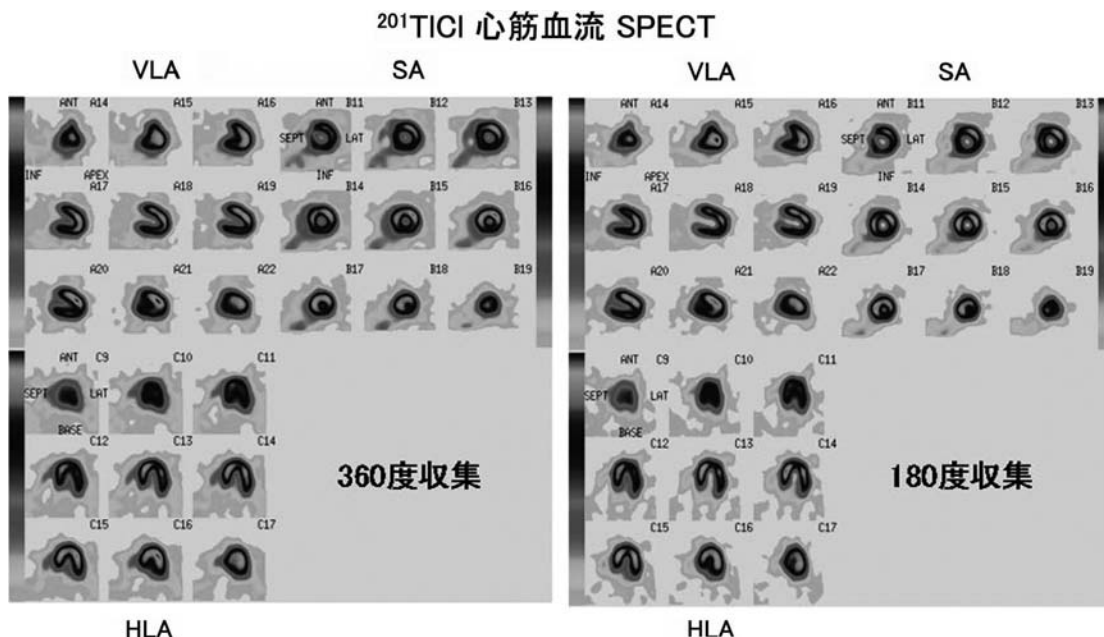 ²⁰¹TlCl 心筋血流 SPECT
VLA SA VLA SA
ANT A14 A15 A16 ANT B11 B12 B13
SEPT LAT
INF APEX INF
A17 A18 A19 B14 B15 B16
A20 A21 A22 B17 B18 B19
ANT C9 C10 C11
SEPT LAT
BASE
C12 C13 C14
360度収集
C15 C16 C17
HLA
ANT A14 A15 A16 ANT B11 B12 B13
SEPT LAT
INF APEX INF
A17 A18 A19 B14 B15 B16
A20 A21 A22 B17 B18 B19
ANT C9 C10 C11
SEPT LAT
BASE
C12 C13 C14
180度収集
C15 C16 C17
HLA